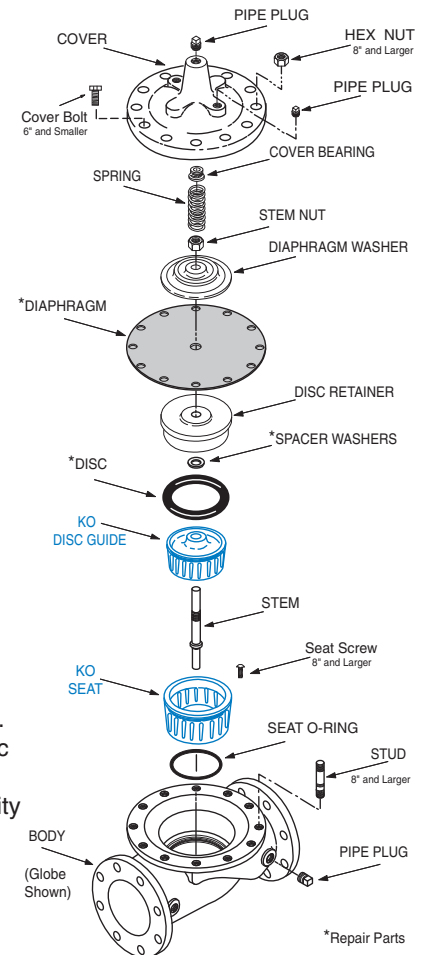 PIPE PLUG
COVER
HEX NUT
8" and Larger
PIPE PLUG
Cover Bolt
6" and Smaller
COVER BEARING
SPRING
STEM NUT
DIAPHRAGM WASHER
*DIAPHRAGM
DISC RETAINER
*SPACER WASHERS
*DISC
KO
DISC GUIDE
STEM
Seat Screw
8" and Larger
KO
SEAT
SEAT O-RING
c
ity
STUD
8" and Larger
BODY
(Globe
Shown)
PIPE PLUG
*Repair Parts